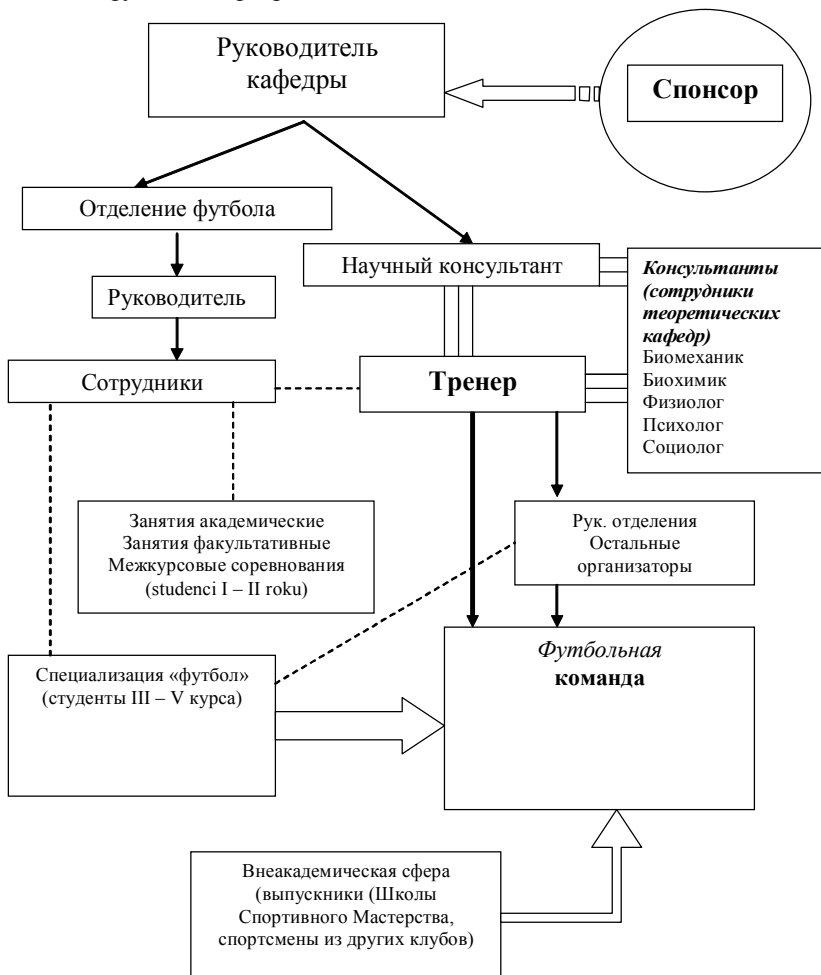 Руководитель
кафедры
Спонсор
Отделение футбола
Научный консультант
Консультанты
(сотрудники
теоретических
кафедр)
Биомеханик
Биохимик
Физиолог
Психолог
Социолог
Руководитель
Сотрудники
Тренер
Занятия академические
Занятия факультативные
Межкурсовые соревнования
(studenci I – II roku)
Рук. отделения
Остальные
организаторы
Специализация «футбол»
(студенты III – V курса)
Футбольная
команда
Внеакадемическая сфера
(выпускники (Школы
Спортивного Мастерства,
спортсмены из других клубов)